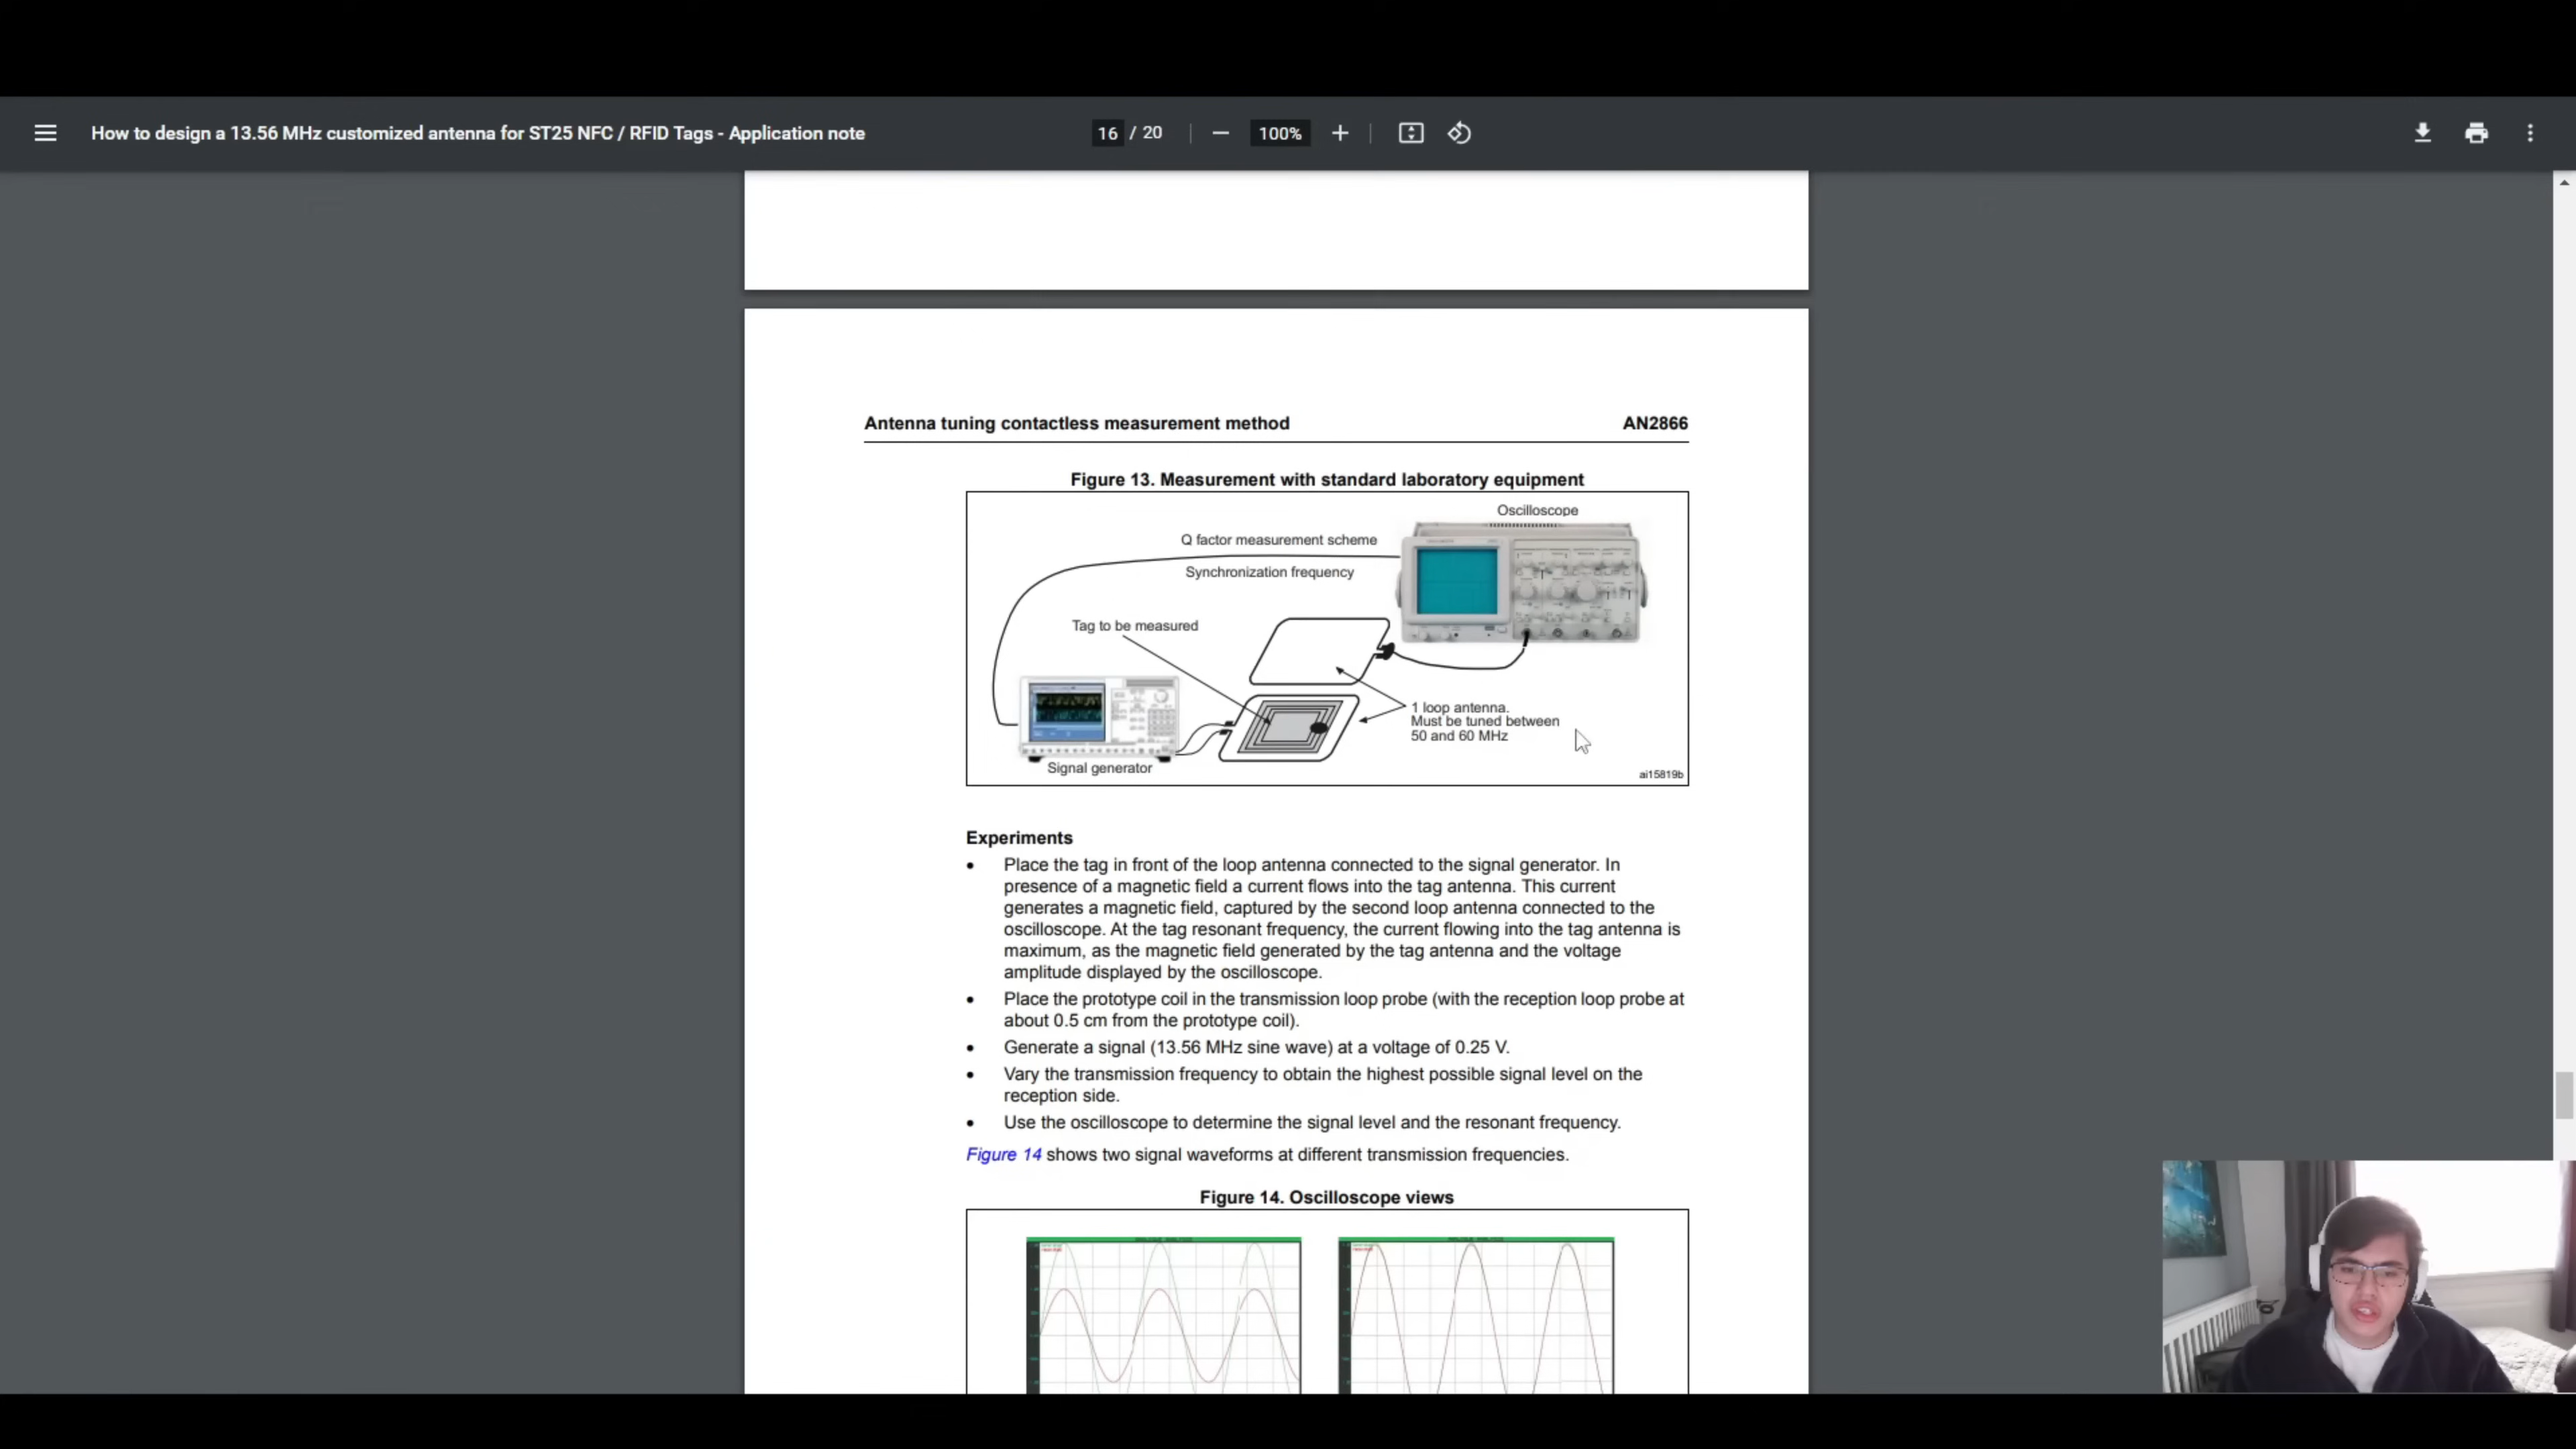 How to design a 13.56 MHz customized antenna for ST25 NFC / RFID Tags - Application note
16 / 20
100%
Antenna tuning contactless measurement method
AN2866
Figure 13. Measurement with standard laboratory equipment
Oscilloscope
Q factor measurement scheme
Synchronization frequency
Tag to be measured
1 loop antenna.
Must be tuned between
50 and 60 MHz
Signal generator
ai15819b
Experiments
• Place the tag in front of the loop antenna connected to the signal generator. In
presence of a magnetic field a current flows into the tag antenna. This current
generates a magnetic field, captured by the second loop antenna connected to the
oscilloscope. At the tag resonant frequency, the current flowing into the tag antenna is
maximum, as the magnetic field generated by the tag antenna and the voltage
amplitude displayed by the oscilloscope.
• Place the prototype coil in the transmission loop probe (with the reception loop probe at
about 0.5 cm from the prototype coil).
• Generate a signal (13.56 MHz sine wave) at a voltage of 0.25 V.
• Vary the transmission frequency to obtain the highest possible signal level on the
reception side.
• Use the oscilloscope to determine the signal level and the resonant frequency.
Figure 14 shows two signal waveforms at different transmission frequencies.
Figure 14. Oscilloscope views